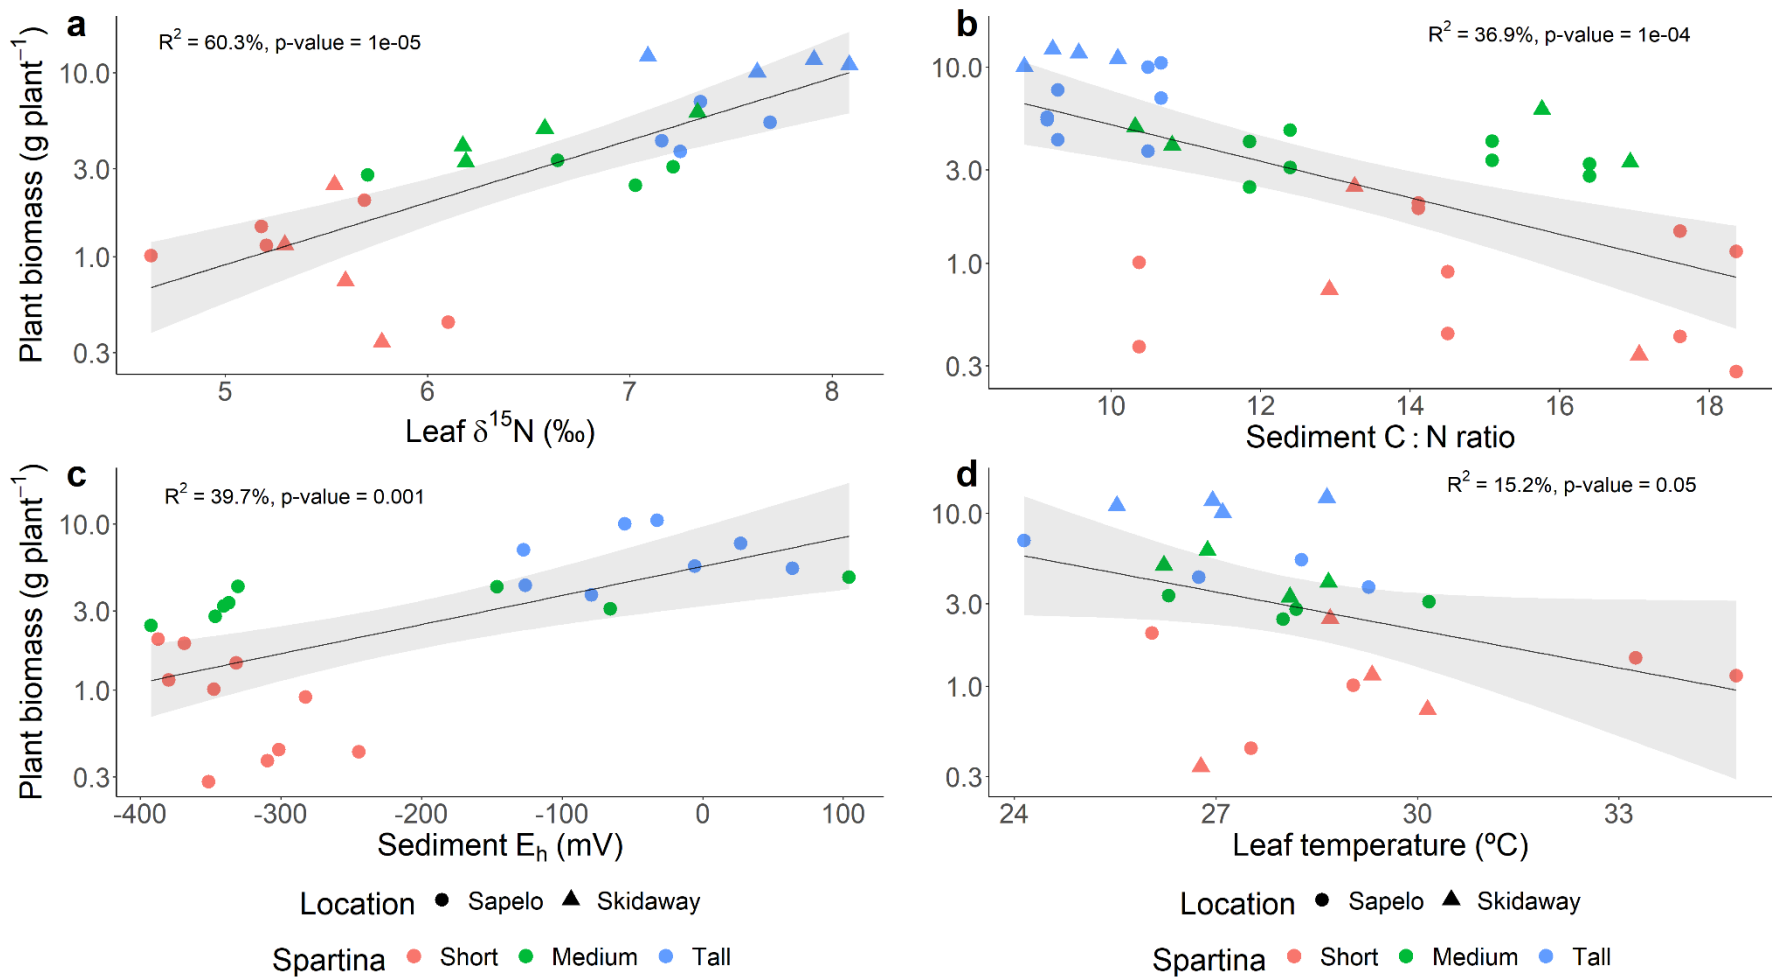 a
R² = 60.3%, p-value = 1e-05
Plant biomass (g plant⁻¹)
10.0
3.0
1.0
0.3
5 6 7 8
Leaf δ¹⁵N (‰)
b
R² = 36.9%, p-value = 1e-04
10.0
3.0
1.0
0.3
10 12 14 16 18
Sediment C : N ratio
c
R² = 39.7%, p-value = 0.001
Plant biomass (g plant⁻¹)
10.0
3.0
1.0
0.3
-400 -300 -200 -100 0 100
Sediment Eₕ (mV)
d
R² = 15.2%, p-value = 0.05
10.0
3.0
1.0
0.3
24 27 30 33
Leaf temperature (ºC)
Location Sapelo Skidaway
Spartina Short Medium Tall
Location Sapelo Skidaway
Spartina Short Medium Tall